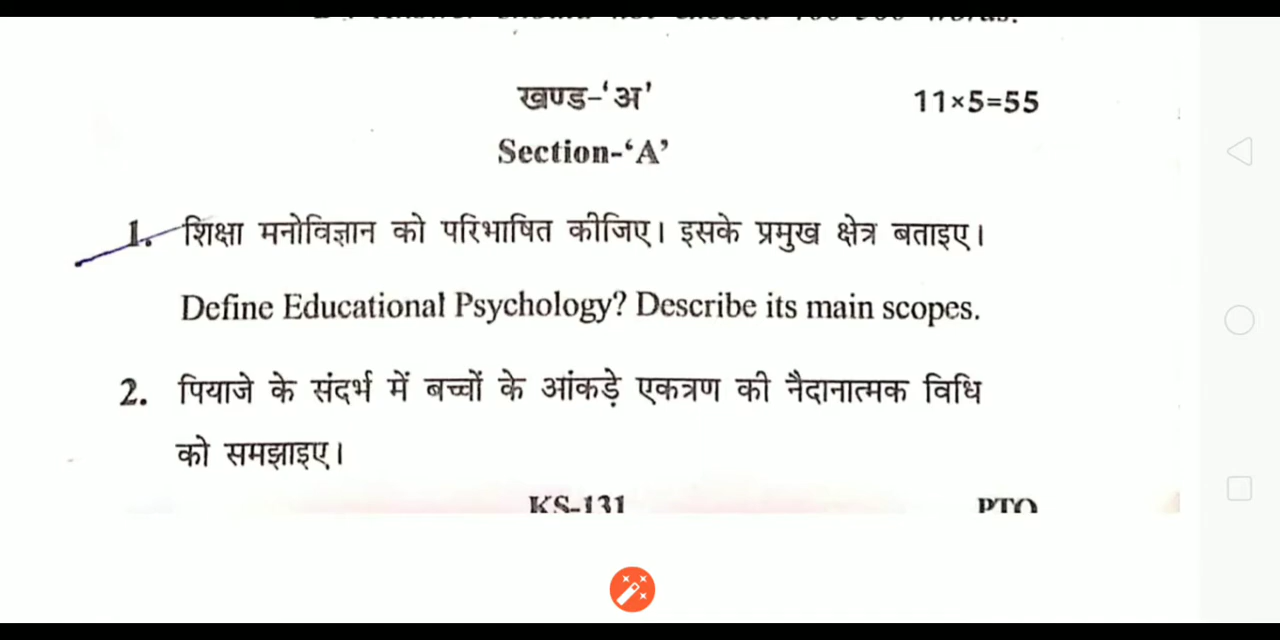 खण्ड-‘अ’ 11×5=55
Section-‘A’
1. शिक्षा मनोविज्ञान को परिभाषित कीजिए। इसके प्रमुख क्षेत्र बताइए।
Define Educational Psychology? Describe its main scopes.
2. पियाजे के संदर्भ में बच्चों के आंकड़े एकत्रण की नैदानात्मक विधि
को समझाइए।
KS-131 PTO